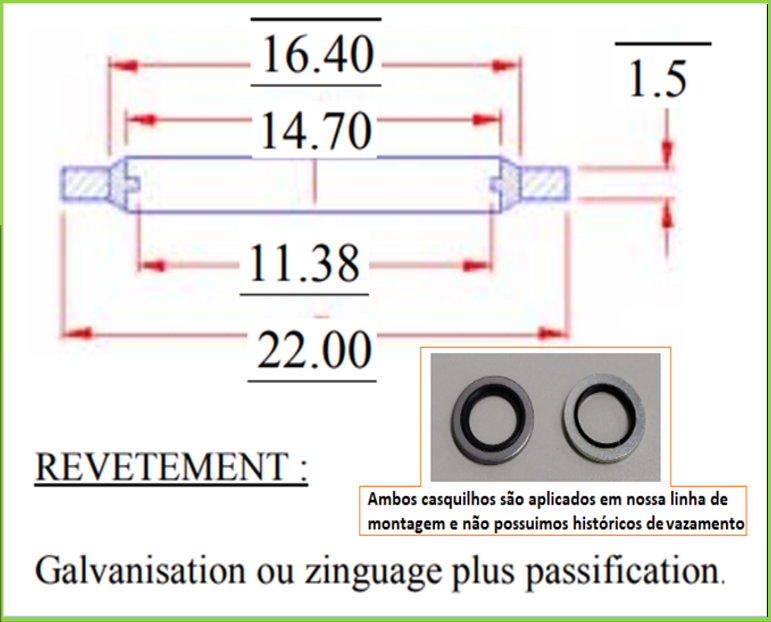 16.40
1.5
14.70
11.38
22.00
REVETEMENT :
Ambos casquilhos são aplicados em nossa linha de
montagem e não possuimos históricos de vazamento
Galvanisation ou zinguage plus passification.